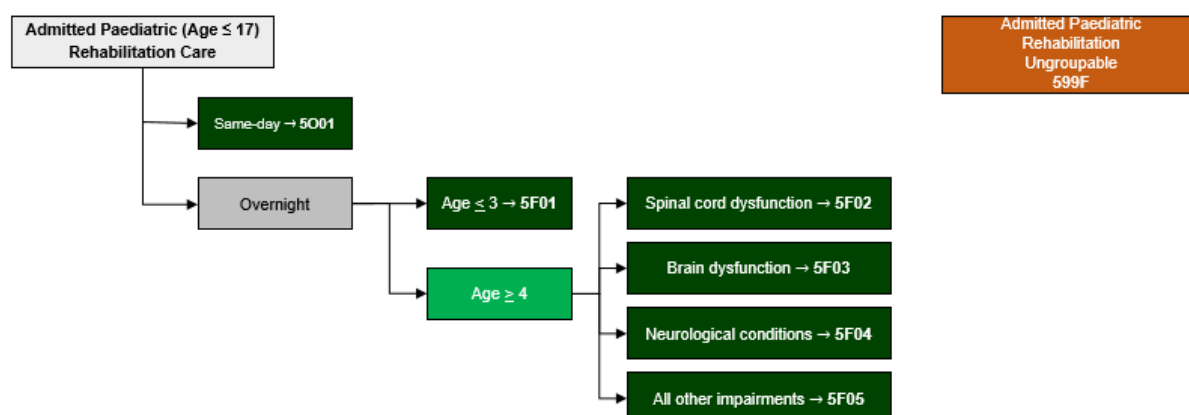 Admitted Paediatric (Age ≤ 17)
Rehabilitation Care
Admitted Paediatric
Rehabilitation
Ungroupable
599F
Same-day → 5O01
Overnight
Age ≤ 3 → 5F01
Age ≥ 4
Spinal cord dysfunction → 5F02
Brain dysfunction → 5F03
Neurological conditions → 5F04
All other impairments → 5F05